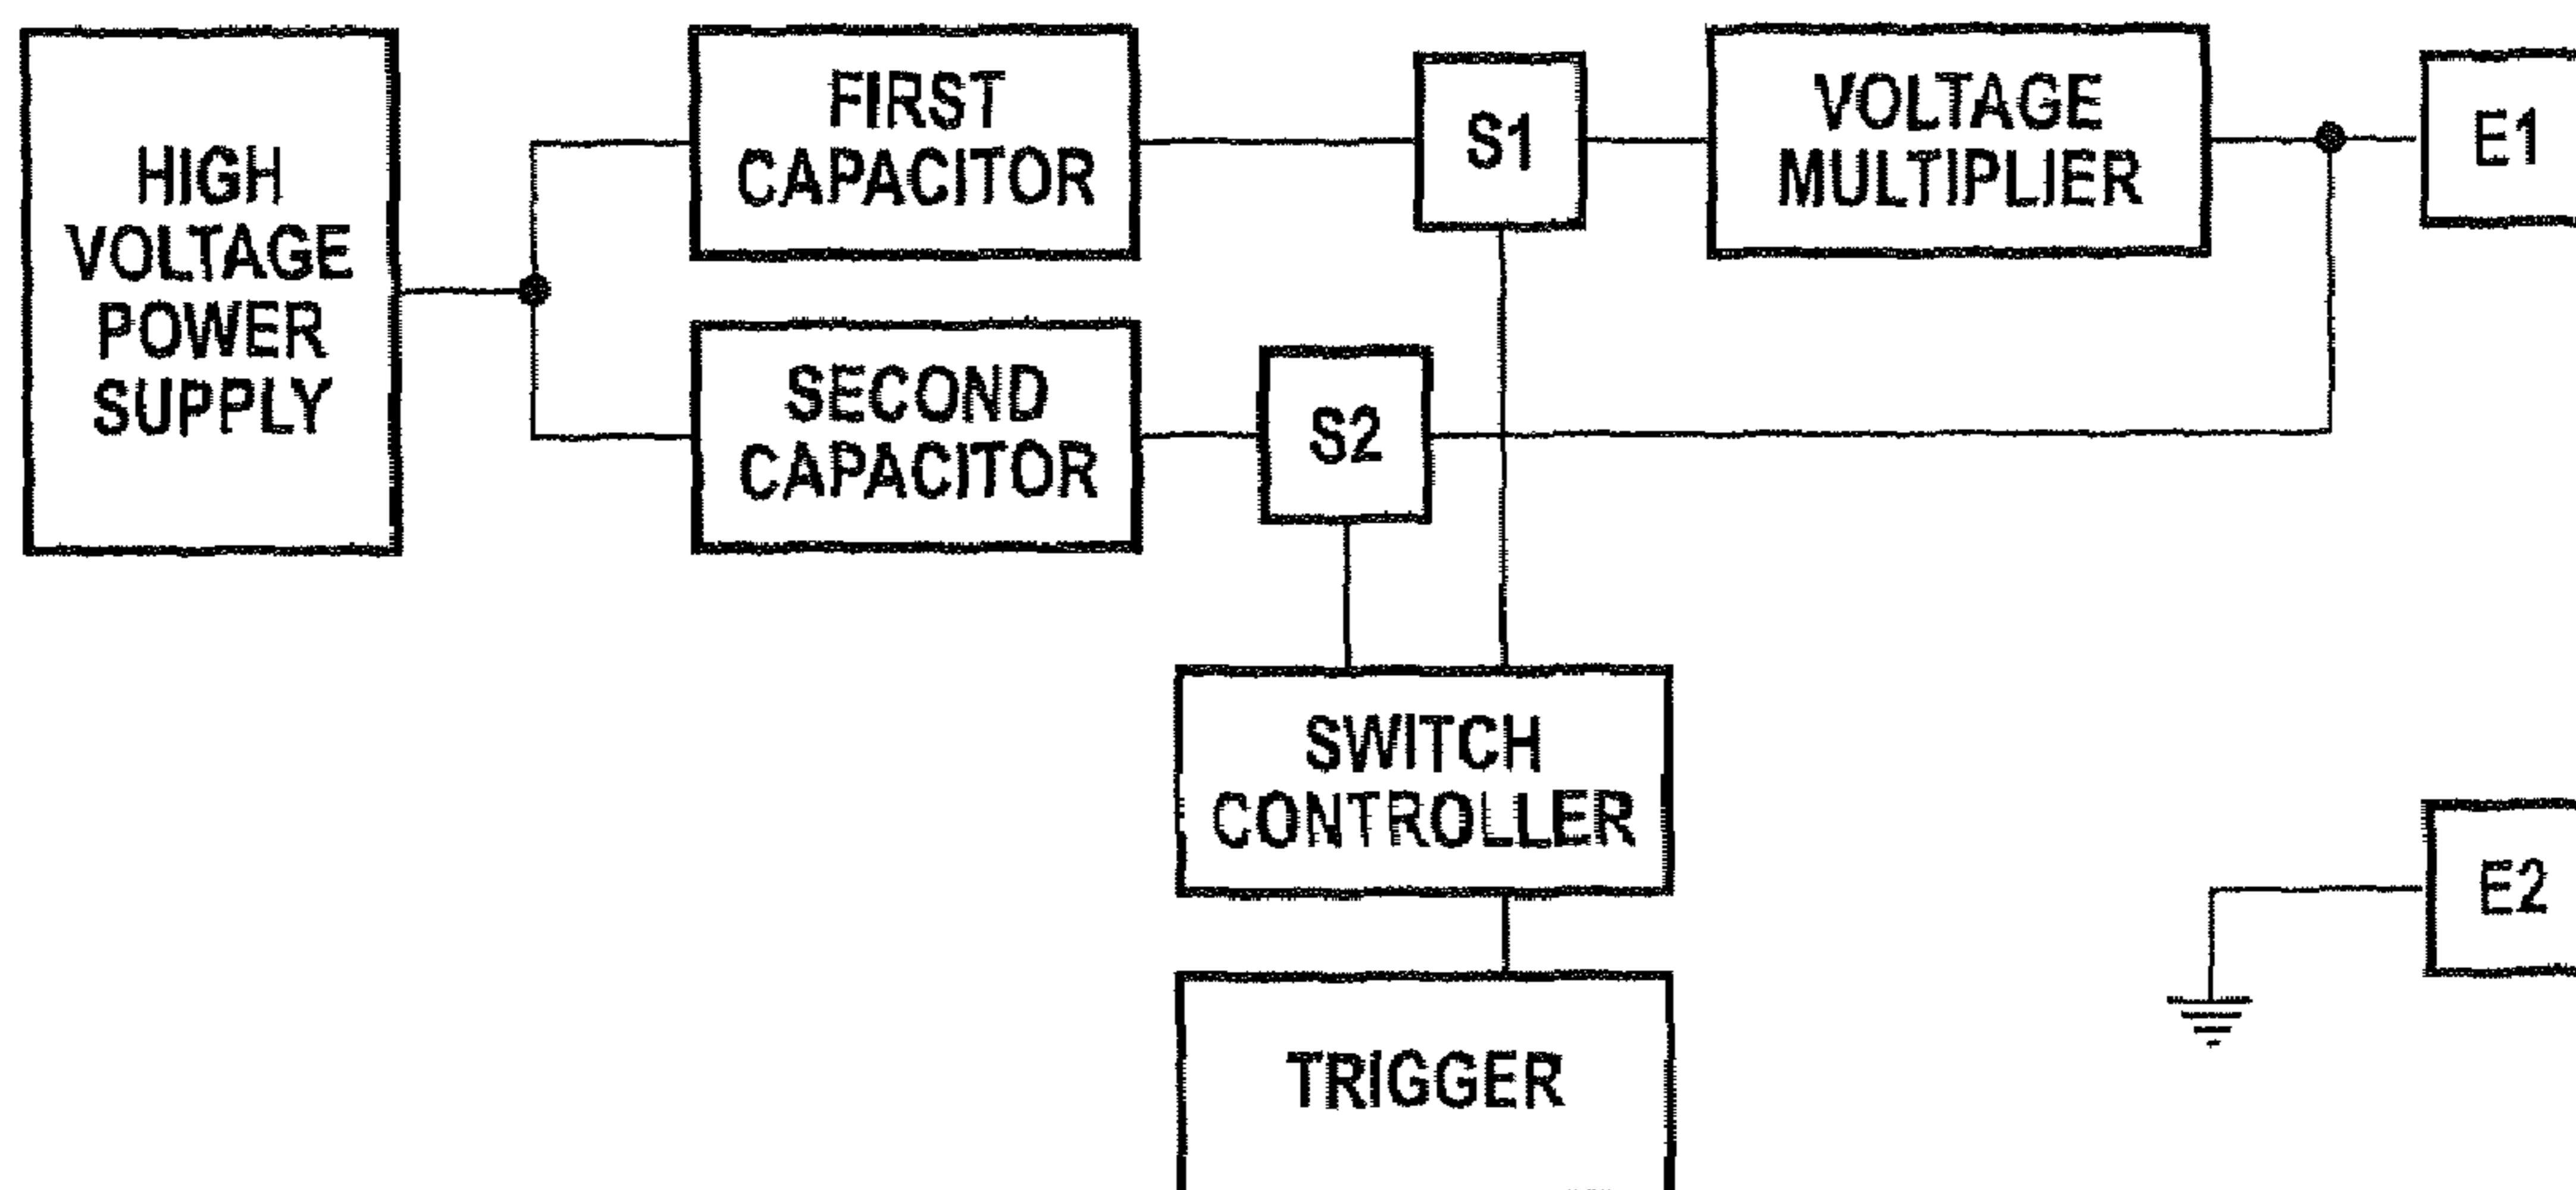 HIGH
VOLTAGE
POWER
SUPPLY
FIRST
CAPACITOR
S1
VOLTAGE
MULTIPLIER
E1
SECOND
CAPACITOR
S2
SWITCH
CONTROLLER
E2
TRIGGER